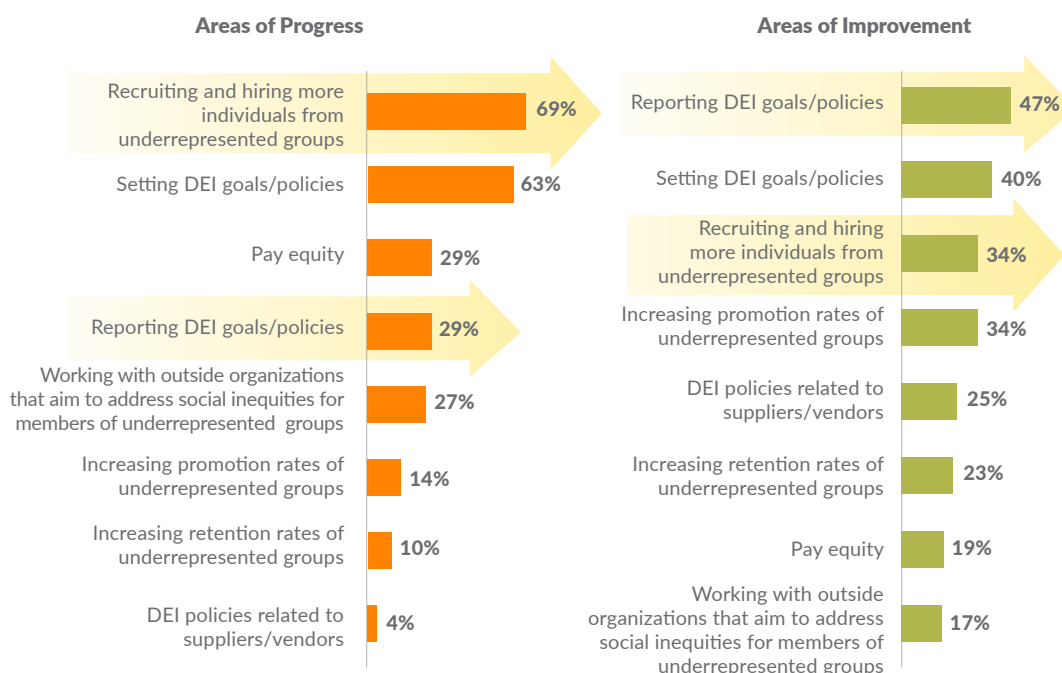 Areas of Progress
Recruiting and hiring more
individuals from
underrepresented groups
69%
Setting DEI goals/policies
63%
Pay equity
29%
Reporting DEI goals/policies
29%
Working with outside organizations
that aim to address social inequities for
members of underrepresented groups
27%
Increasing promotion rates of
underrepresented groups
14%
Increasing retention rates of
underrepresented groups
10%
DEI policies related to
suppliers/vendors
4%
Areas of Improvement
Reporting DEI goals/policies
47%
Setting DEI goals/policies
40%
Recruiting and hiring
more individuals from
underrepresented groups
34%
Increasing promotion rates of
underrepresented groups
34%
DEI policies related to
suppliers/vendors
25%
Increasing retention rates of
underrepresented groups
23%
Pay equity
19%
Working with outside
organizations that aim to address
social inequities for members of
underrepresented groups
17%